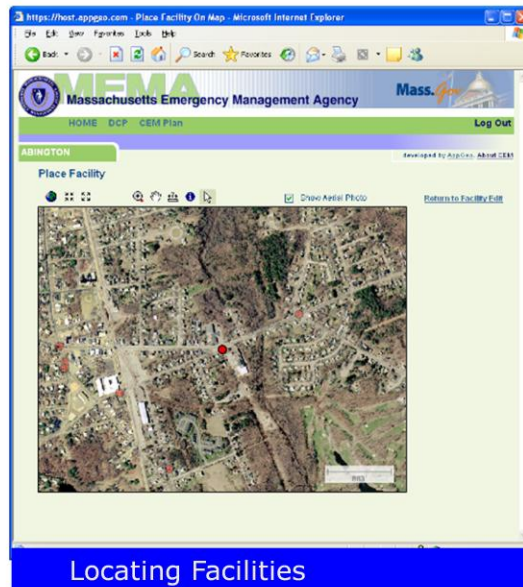 https://host.appgeo.com - Place Facility On Map - Microsoft Internet Explorer
File Edit View Favorites Tools Help
Back Search Favorites
MEMA
Massachusetts Emergency Management Agency
Mass.Gov
HOME DCP CEM Plan Log Out
ABINGTON
developed by AppGeo. About CEM
Place Facility
Show Aerial Photo Return to Facility Edit
Locating Facilities